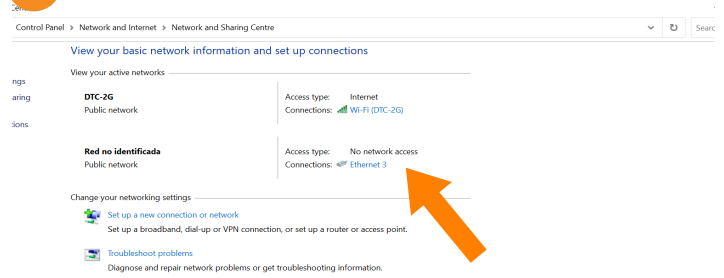 Control Panel > Network and Internet > Network and Sharing Centre
View your basic network information and set up connections
View your active networks
DTC-2G
Public network
Access type: Internet
Connections: Wi-Fi (DTC-2G)
Red no identificada
Public network
Access type: No network access
Connections: Ethernet 3
Change your networking settings
Set up a new connection or network
Set up a broadband, dial-up or VPN connection, or set up a router or access point.
Troubleshoot problems
Diagnose and repair network problems or get troubleshooting information.